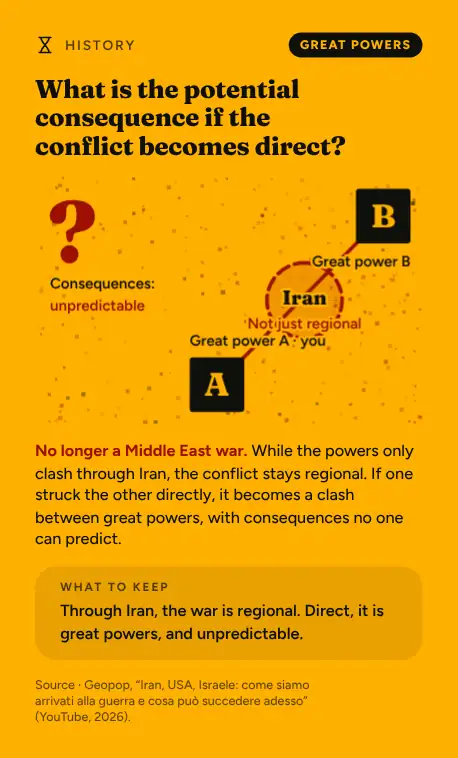 HISTORY
GREAT POWERS
What is the potential
consequence if the
conflict becomes direct?
?
B
Great power B
Consequences:
unpredictable
Iran
Not just regional
Great power A · you
A
No longer a Middle East war. While the powers only
clash through Iran, the conflict stays regional. If one
struck the other directly, it becomes a clash
between great powers, with consequences no one
can predict.
WHAT TO KEEP
Through Iran, the war is regional. Direct, it is
great powers, and unpredictable.
Source · Geopop, “Iran, USA, Israele: come siamo
arrivati alla guerra e cosa può succedere adesso”
(YouTube, 2026).